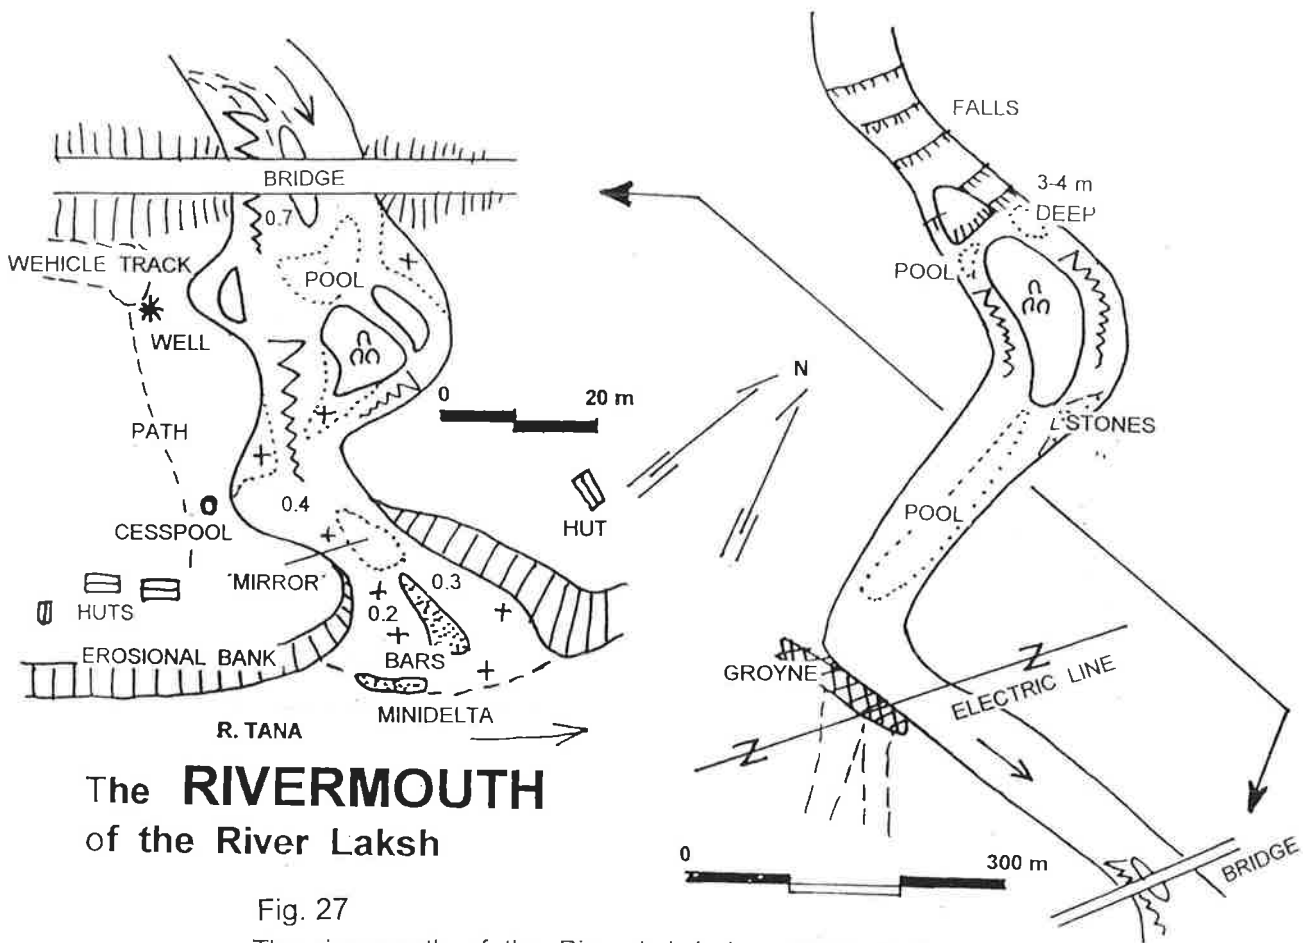 BRIDGE
0.7
WEHICLE TRACK
POOL
WELL
0 20 m
PATH
0.4
CESSPOOL
HUT
"MIRROR"
0.3
0.2
HUTS
EROSIONAL BANK
BARS
MINIDELTA
R. TANA
The RIVERMOUTH
of the River Laksh
Fig. 27
N
FALLS
3-4 m
DEEP
POOL
STONES
POOL
GROYNE
ELECTRIC LINE
0 300 m
BRIDGE